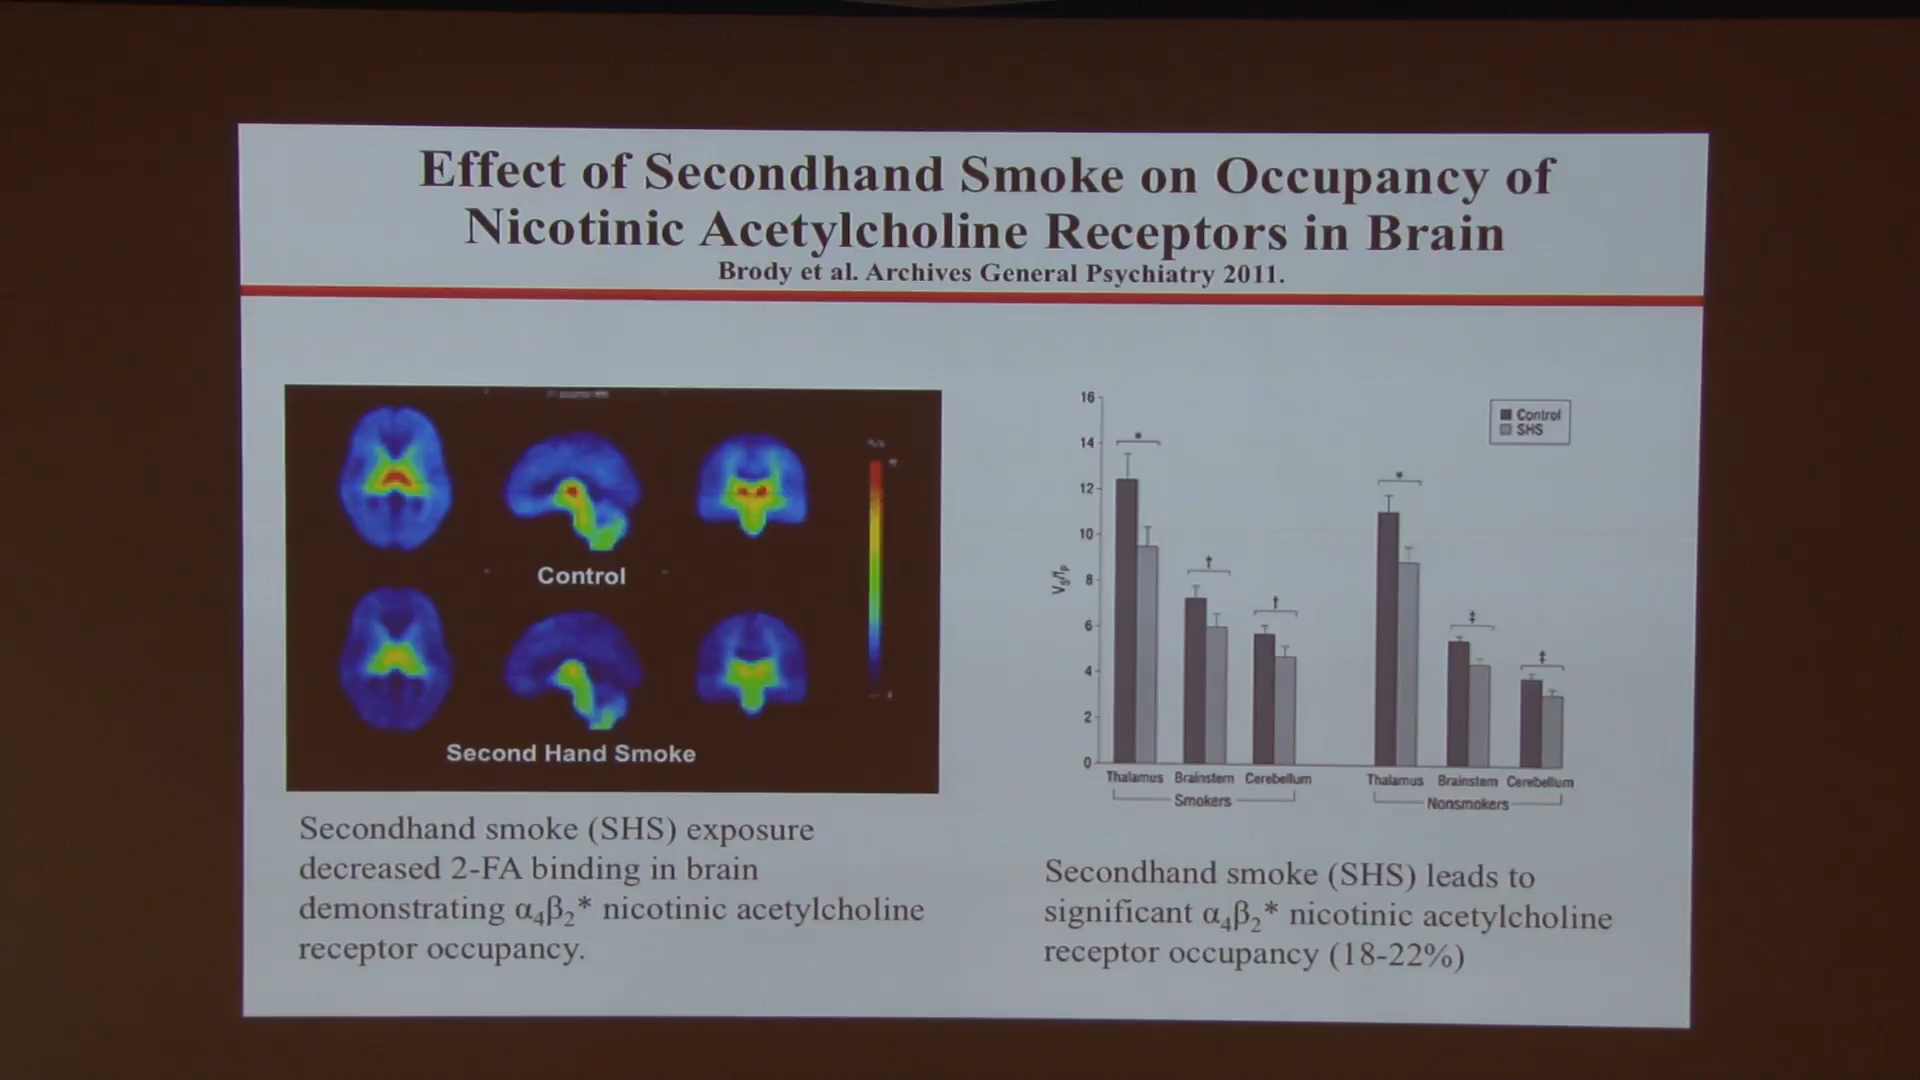 Effect of Secondhand Smoke on Occupancy of
Nicotinic Acetylcholine Receptors in Brain
Brody et al. Archives General Psychiatry 2011.
Control
Second Hand Smoke
Secondhand smoke (SHS) exposure
decreased 2-FA binding in brain
demonstrating α₄β₂* nicotinic acetylcholine
receptor occupancy.
16
14
12
10
8
6
4
2
0
Vₛ/fₚ
Control
SHS
*
†
†
*
‡
‡
Thalamus Brainstem Cerebellum
Smokers
Thalamus Brainstem Cerebellum
Nonsmokers
Secondhand smoke (SHS) leads to
significant α₄β₂* nicotinic acetylcholine
receptor occupancy (18-22%)